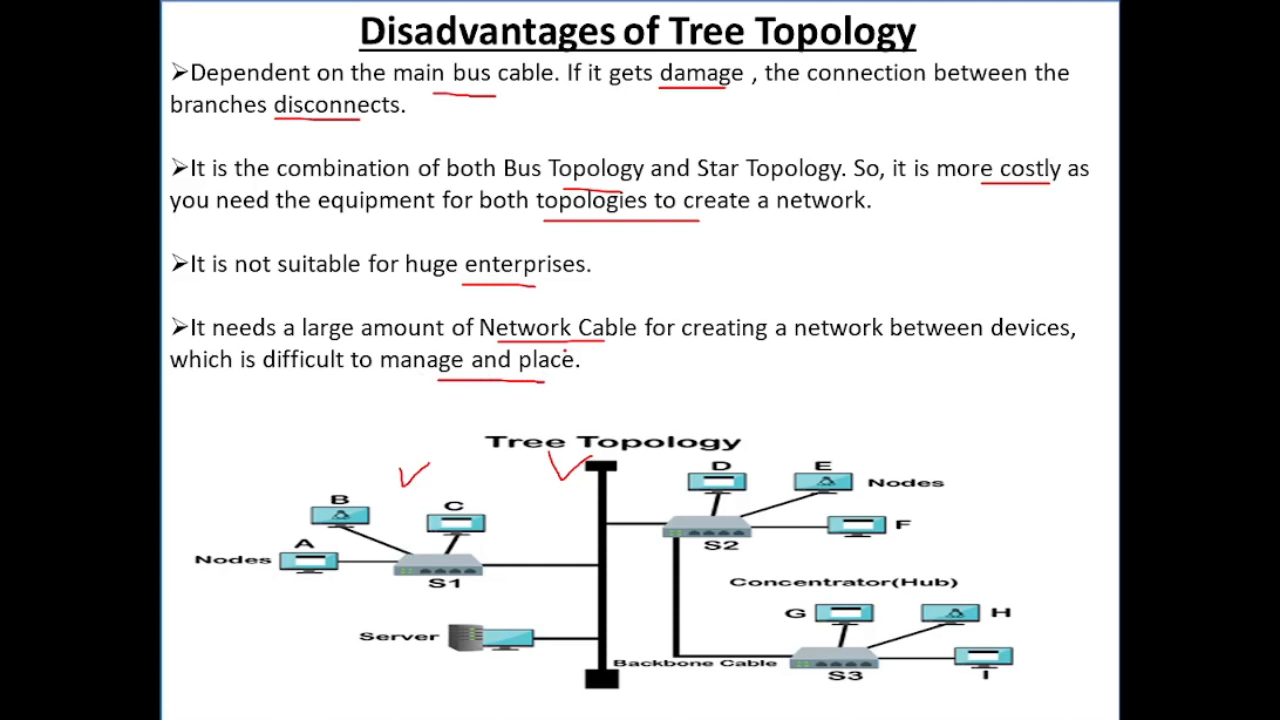 Disadvantages of Tree Topology
➢Dependent on the main bus cable. If it gets damage , the connection between the
branches disconnects.
➢It is the combination of both Bus Topology and Star Topology. So, it is more costly as
you need the equipment for both topologies to create a network.
➢It is not suitable for huge enterprises.
➢It needs a large amount of Network Cable for creating a network between devices,
which is difficult to manage and place.
Tree Topology
D E Nodes
B C
F
A
S2
Nodes
S1
Concentrator(Hub)
G H
Server
Backbone Cable
S3 I